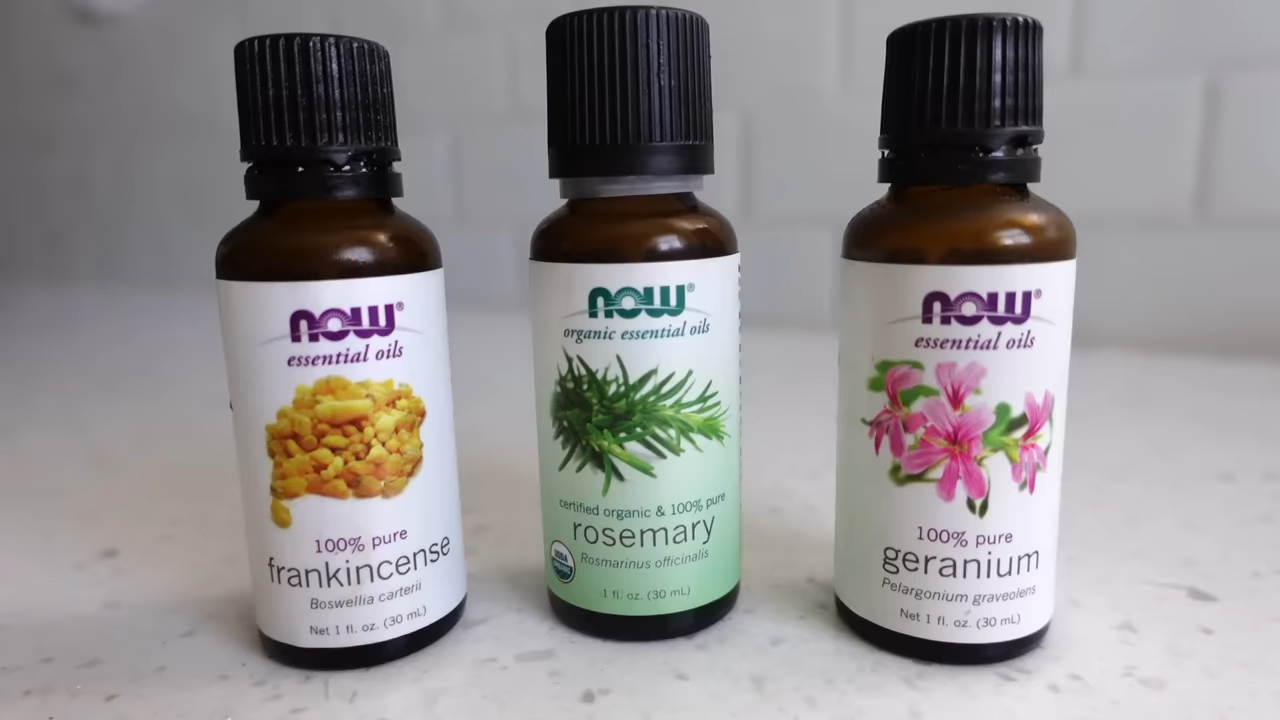 now®
essential oils
100% pure
frankincense
Boswellia carterii
Net 1 fl. oz. (30 mL)
now®
organic essential oils
certified organic & 100% pure
rosemary
Rosmarinus officinalis
USDA
ORGANIC
1 fl. oz. (30 mL)
now®
essential oils
100% pure
geranium
Pelargonium graveolens
Net 1 fl. oz. (30 mL)